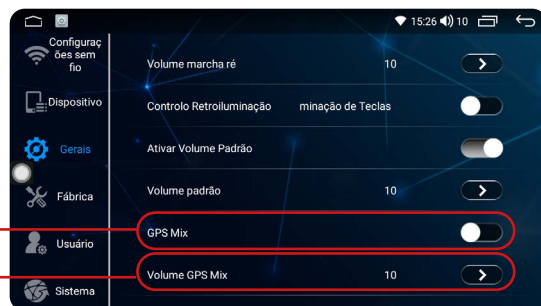 15:26 10
Configuraç
ões sem
fio
Dispositivo
Gerais
Fábrica
Usuário
Sistema
Volume marcha ré 10
Controlo Retroiluminação minação de Teclas
Ativar Volume Padrão
Volume padrão 10
GPS Mix
Volume GPS Mix 10